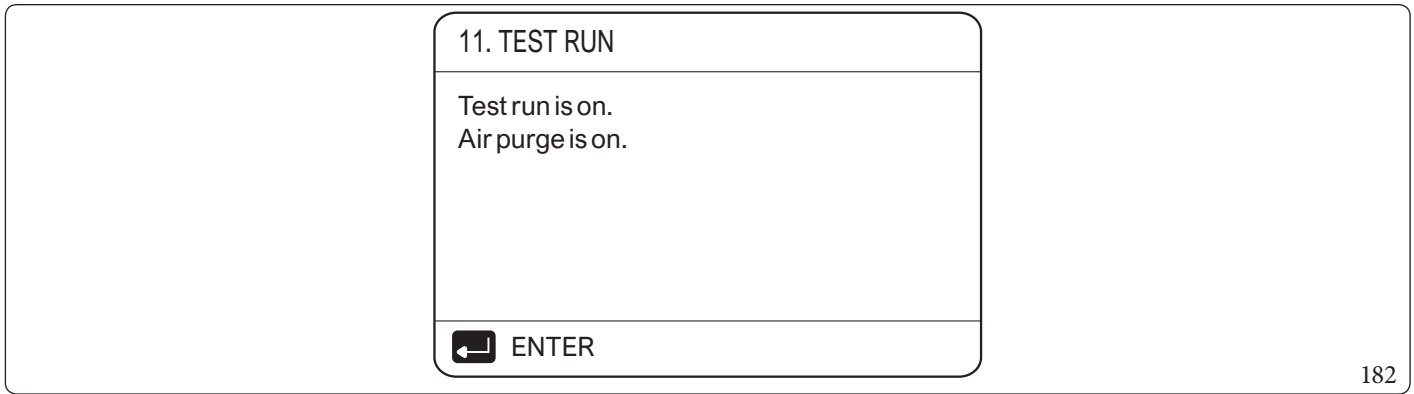 11. TEST RUN
Test run is on.
Air purge is on.
ENTER
182